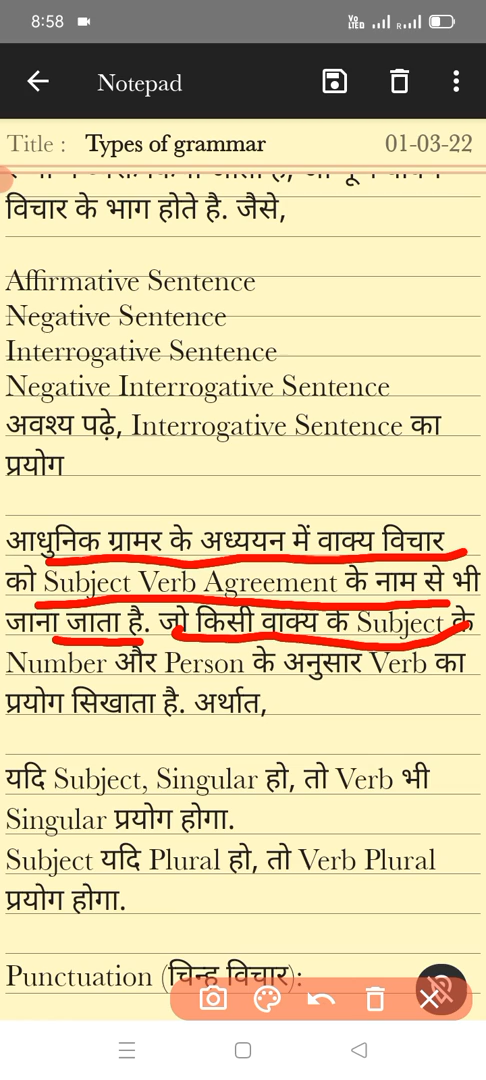 8:58
Vo
LTE
R
Notepad
Title : Types of grammar 01-03-22
विचार के भाग होते है. जैसे,
Affirmative Sentence
Negative Sentence
Interrogative Sentence
Negative Interrogative Sentence
अवश्य पढ़े, Interrogative Sentence का
प्रयोग
आधुनिक ग्रामर के अध्ययन में वाक्य विचार
को Subject Verb Agreement के नाम से भी
जाना जाता है. जो किसी वाक्य के Subject के
Number और Person के अनुसार Verb का
प्रयोग सिखाता है. अर्थात,
यदि Subject, Singular हो, तो Verb भी
Singular प्रयोग होगा.
Subject यदि Plural हो, तो Verb Plural
प्रयोग होगा.
Punctuation (चिन्ह विचार):